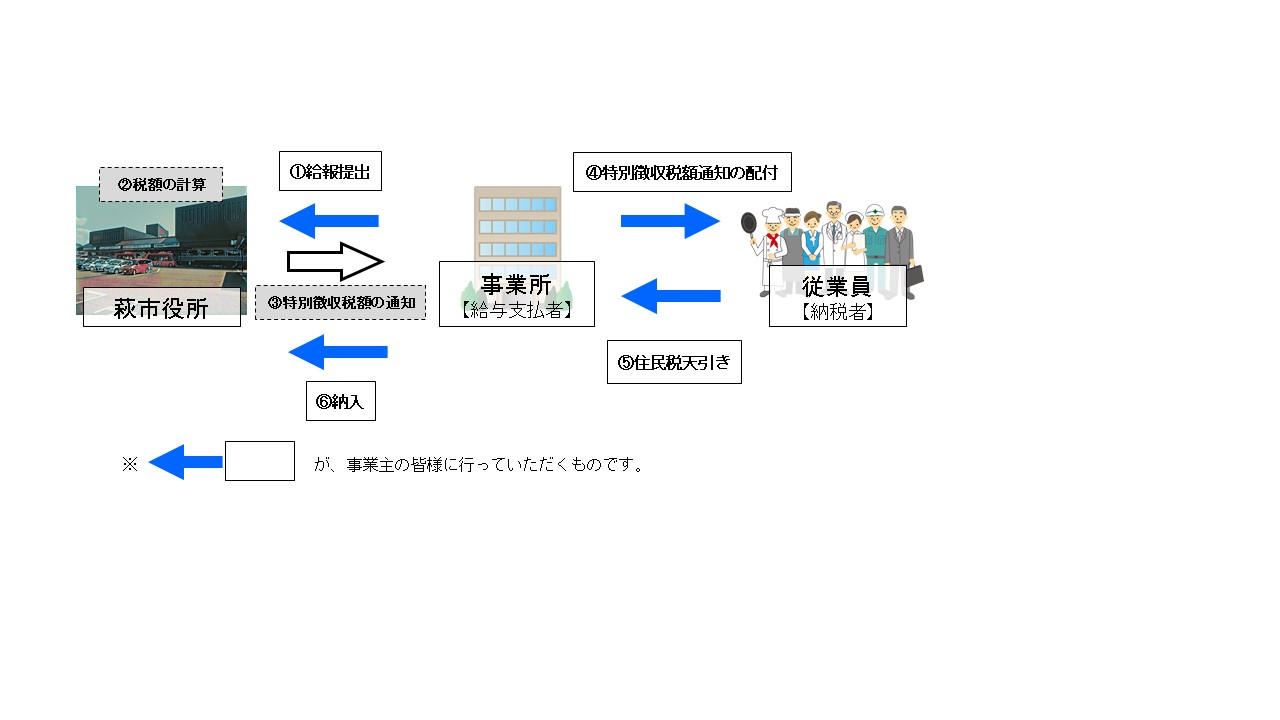 ①給報提出
②税額の計算
③特別徴収税額の通知
萩市役所
④特別徴収税額通知の配付
事業所
【給与支払者】
従業員
【納税者】
⑤住民税天引き
⑥納入
※ が、事業主の皆様に行っていただくものです。